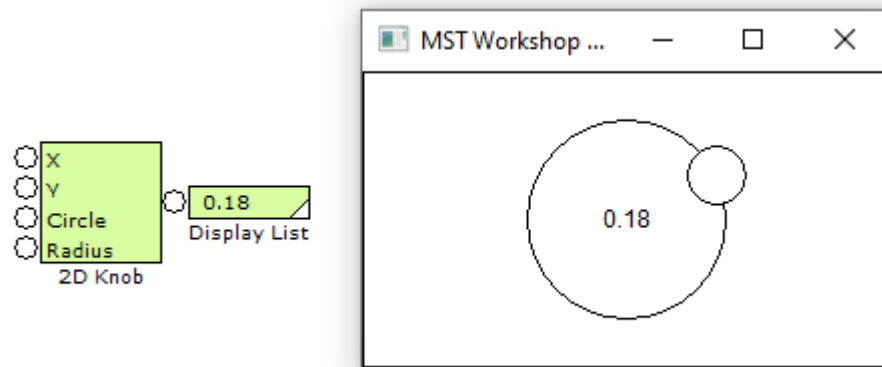 MST Workshop ...
X
Y
Circle
Radius
2D Knob
0.18
Display List
0.18